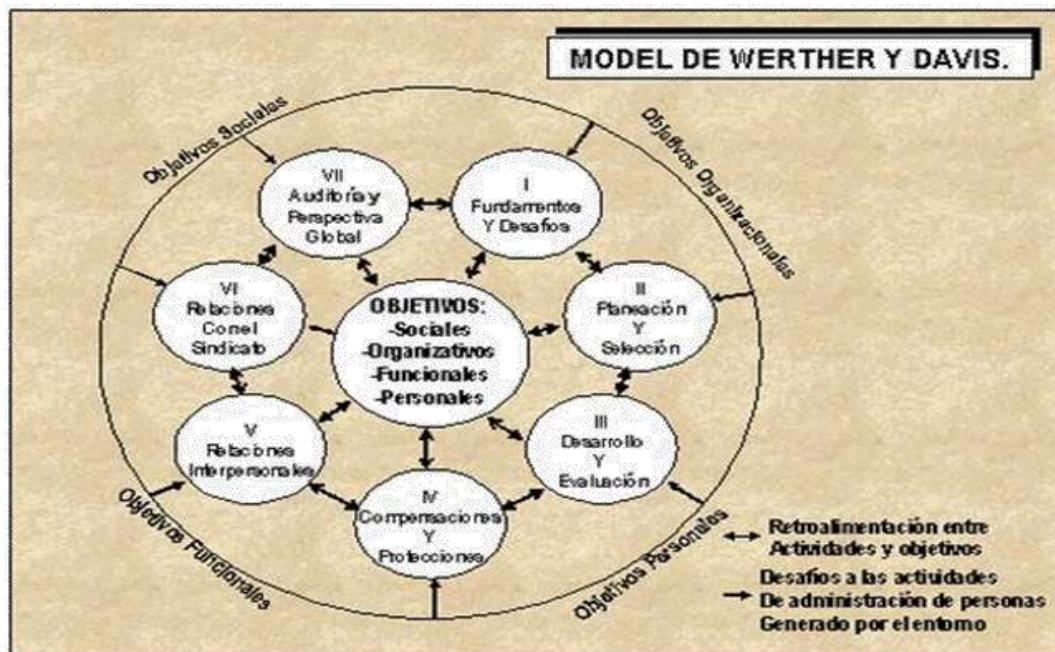 MODEL DE WERTHER Y DAVIS.
Objetivos Sociales
Objetivos Organizacionales
VII
Auditoría y
Perspectiva
Global
I
Fundamentos
Y Desafíos
VI
Relaciones
Con el
Sindicato
OBJETIVOS:
-Sociales
-Organizativos
-Funcionales
-Personales
II
Planeación
Y
Selección
V
Relaciones
Interpersonales
III
Desarrollo
Y
Evaluación
IV
Compensaciones
Y
Protecciones
Objetivos Funcionales
Objetivos Personales
Retroalimentación entre
Actividades y objetivos
Desafíos a las actividades
De administración de personas
Generado por el entorno